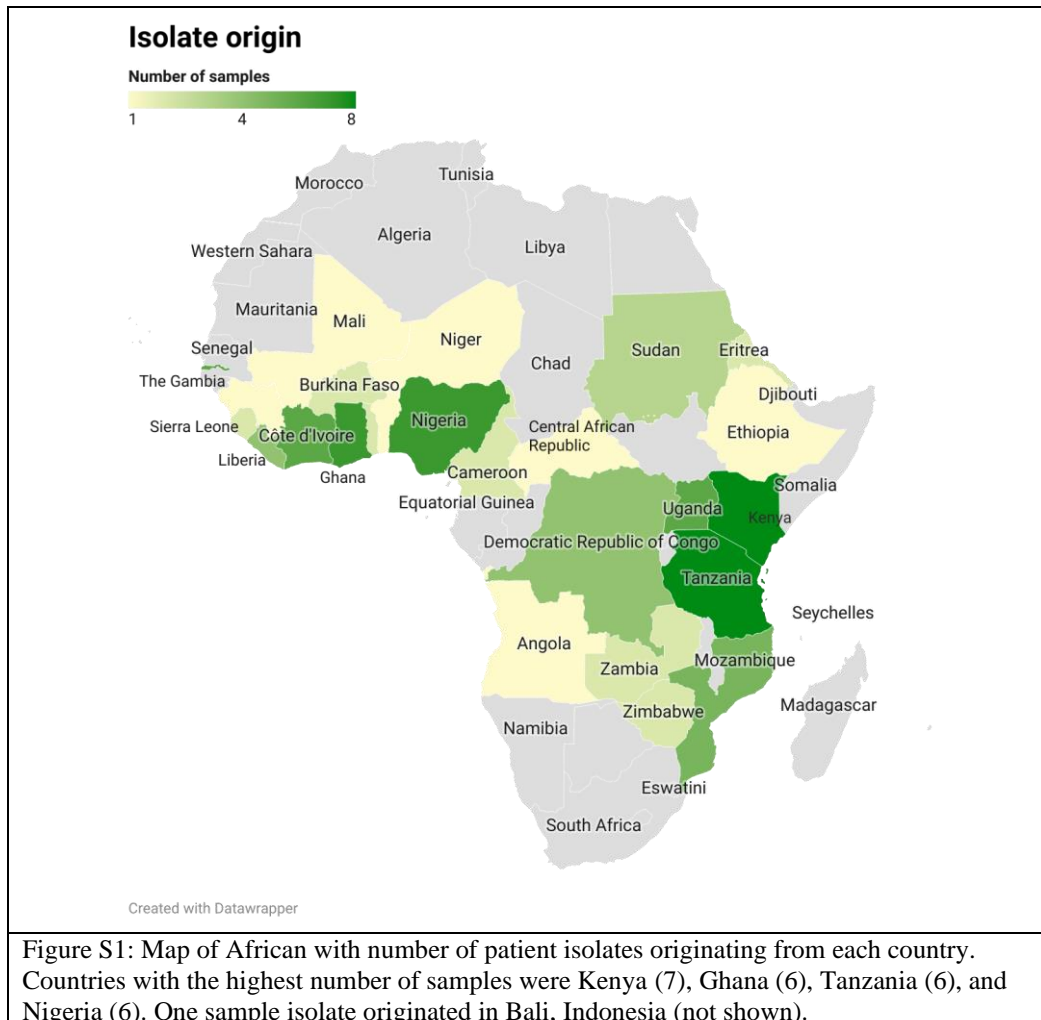 Isolate origin
Number of samples
1 4 8
Tunisia
Morocco
Algeria
Libya
Western Sahara
Mauritania
Mali
Niger
Chad
Sudan
Eritrea
Senegal
The Gambia
Burkina Faso
Djibouti
Nigeria
Sierra Leone
Côte d'Ivoire
Central African
Republic
Ethiopia
Liberia
Ghana
Cameroon
Somalia
Equatorial Guinea
Uganda
Kenya
Democratic Republic of Congo
Tanzania
Seychelles
Angola
Zambia
Mozambique
Zimbabwe
Madagascar
Namibia
Eswatini
South Africa
Created with Datawrapper
Figure S1: Map of African with number of patient isolates originating from each country.
Countries with the highest number of samples were Kenya (7), Ghana (6), Tanzania (6), and
Nigeria (6). One sample isolate originated in Bali, Indonesia (not shown).